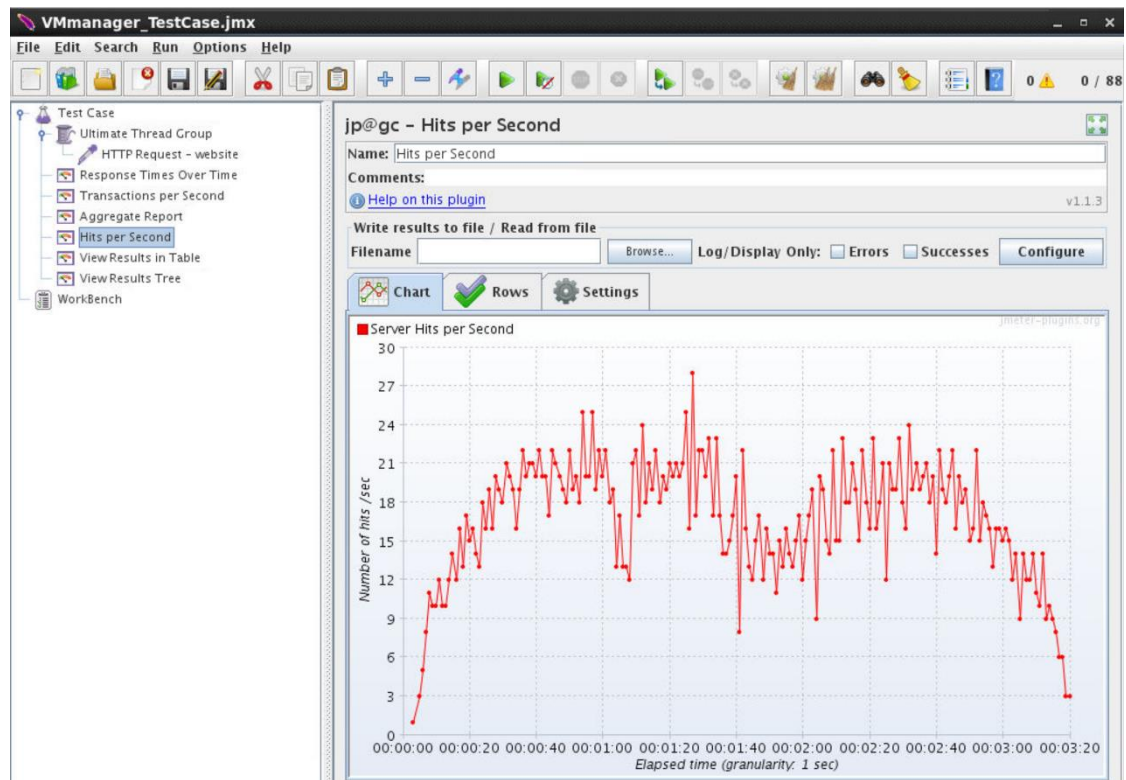 VMmanager_TestCase.jmx
File Edit Search Run Options Help
0 0 / 88
Test Case
Ultimate Thread Group
HTTP Request - website
Response Times Over Time
Transactions per Second
Aggregate Report
Hits per Second
View Results in Table
View Results Tree
WorkBench
jp@gc - Hits per Second
Name: Hits per Second
Comments:
Help on this plugin v1.1.3
Write results to file / Read from file
Filename Browse... Log/Display Only: Errors Successes Configure
Chart Rows Settings
jmeter-plugins.org
Server Hits per Second
30
27
24
21
18
15
12
9
6
3
0
Number of hits /sec
00:00:00 00:00:20 00:00:40 00:01:00 00:01:20 00:01:40 00:02:00 00:02:20 00:02:40 00:03:00 00:03:20
Elapsed time (granularity: 1 sec)